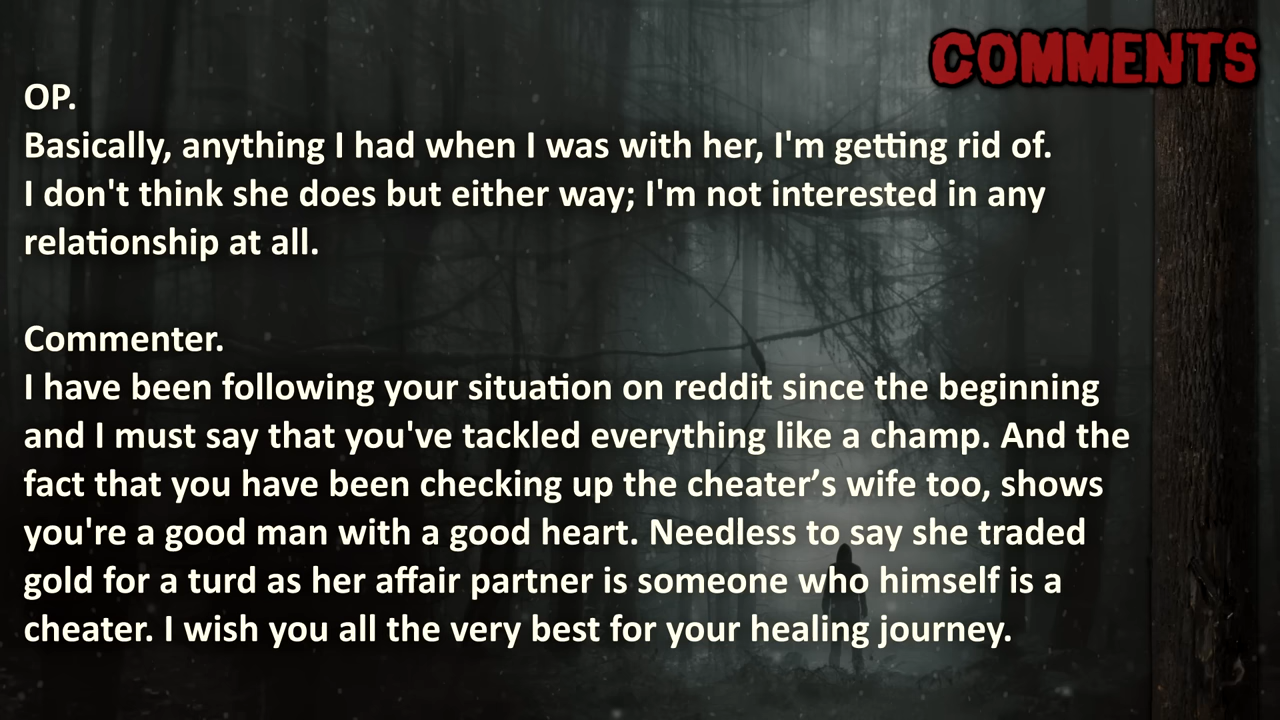 COMMENTS
OP.
Basically, anything I had when I was with her, I'm getting rid of.
I don't think she does but either way; I'm not interested in any
relationship at all.
Commenter.
I have been following your situation on reddit since the beginning
and I must say that you've tackled everything like a champ. And the
fact that you have been checking up the cheater’s wife too, shows
you're a good man with a good heart. Needless to say she traded
gold for a turd as her affair partner is someone who himself is a
cheater. I wish you all the very best for your healing journey.